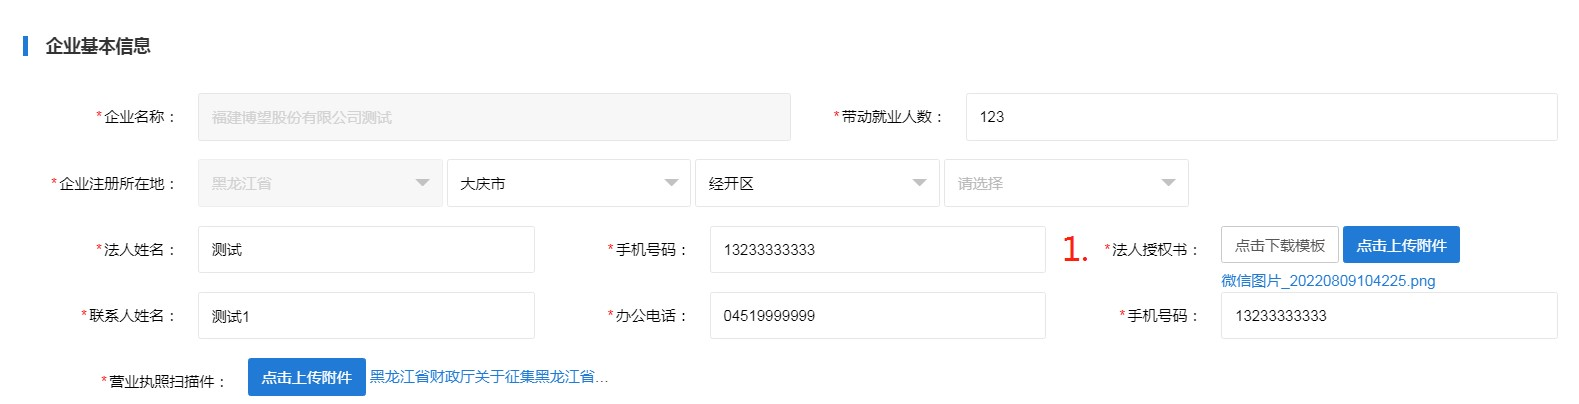 企业基本信息
*企业名称： 福建博望股份有限公司测试 *带动就业人数： 123
*企业注册所在地： 黑龙江省 大庆市 经开区 请选择
*法人姓名： 测试 *手机号码： 13233333333 1. *法人授权书： 点击下载模板 点击上传附件
微信图片_20220809104225.png
*联系人姓名： 测试1 *办公电话： 04519999999 *手机号码： 13233333333
*营业执照扫描件： 点击上传附件 黑龙江省财政厅关于征集黑龙江省...